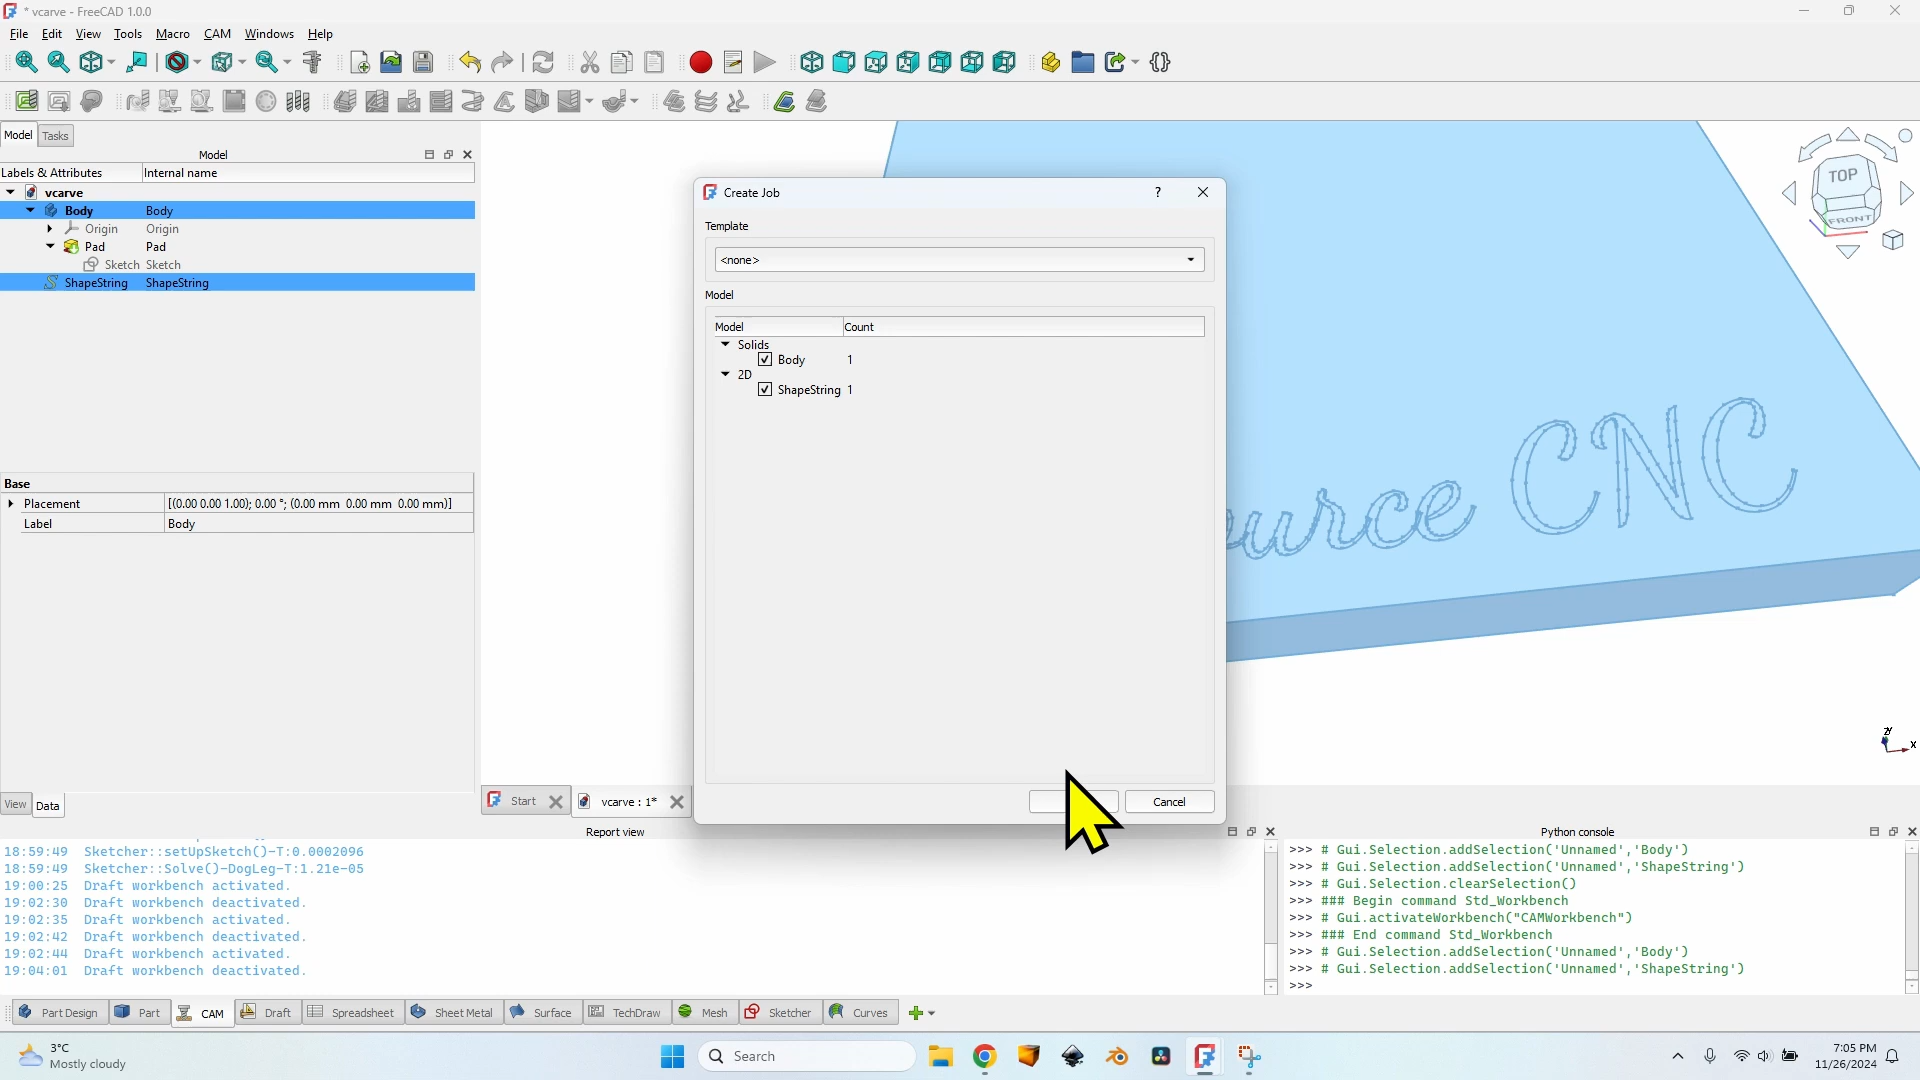 * vcarve - FreeCAD 1.0.0
File Edit View Tools Macro CAM Windows Help
Model Tasks
Model
Labels & Attributes Internal name
vcarve
Body Body
Origin Origin
Pad Pad
Sketch Sketch
ShapeString ShapeString
Base
Placement [(0.00 0.00 1.00); 0.00 °; (0.00 mm 0.00 mm 0.00 mm)]
Label Body
View Data
Create Job ?
Template
<none>
Model
Model Count
Solids
Body 1
2D
ShapeString 1
Cancel
ource CNC
TOP
FRONT
X
Start vcarve : 1*
Report view
18:59:49 Sketcher::setUpSketch()-T:0.0002096
18:59:49 Sketcher::Solve()-DogLeg-T:1.21e-05
19:00:25 Draft workbench activated.
19:02:30 Draft workbench deactivated.
19:02:35 Draft workbench activated.
19:02:42 Draft workbench deactivated.
19:02:44 Draft workbench activated.
19:04:01 Draft workbench deactivated.
Python console
>>> # Gui.Selection.addSelection('Unnamed','Body')
>>> # Gui.Selection.addSelection('Unnamed','ShapeString')
>>> # Gui.Selection.clearSelection()
>>> ### Begin command Std_Workbench
>>> # Gui.activateWorkbench("CAMWorkbench")
>>> ### End command Std_Workbench
>>> # Gui.Selection.addSelection('Unnamed','Body')
>>> # Gui.Selection.addSelection('Unnamed','ShapeString')
>>>
Part Design Part CAM Draft Spreadsheet Sheet Metal Surface TechDraw Mesh Sketcher Curves
3°C
Mostly cloudy
Search
7:05 PM
11/26/2024